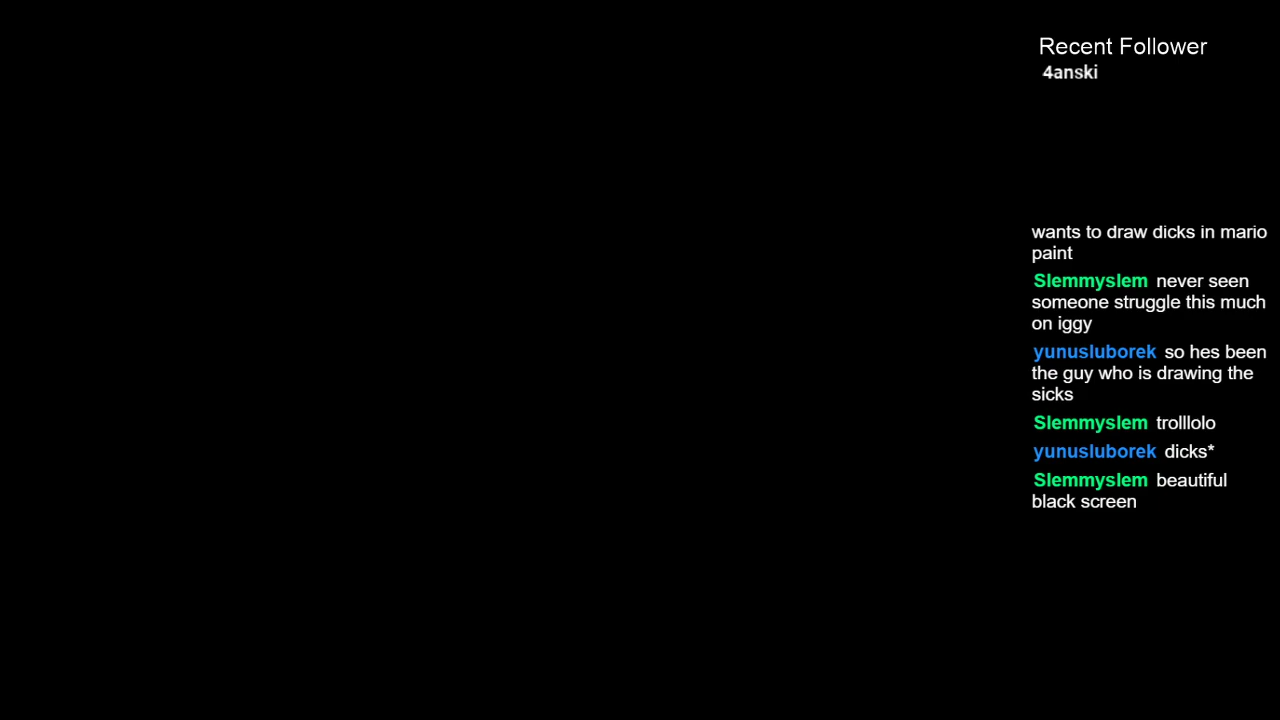 Recent Follower
4anski
wants to draw dicks in mario
paint
Slemmyslem never seen
someone struggle this much
on iggy
yunusluborek so hes been
the guy who is drawing the
sicks
Slemmyslem trolllolo
yunusluborek dicks*
Slemmyslem beautiful
black screen